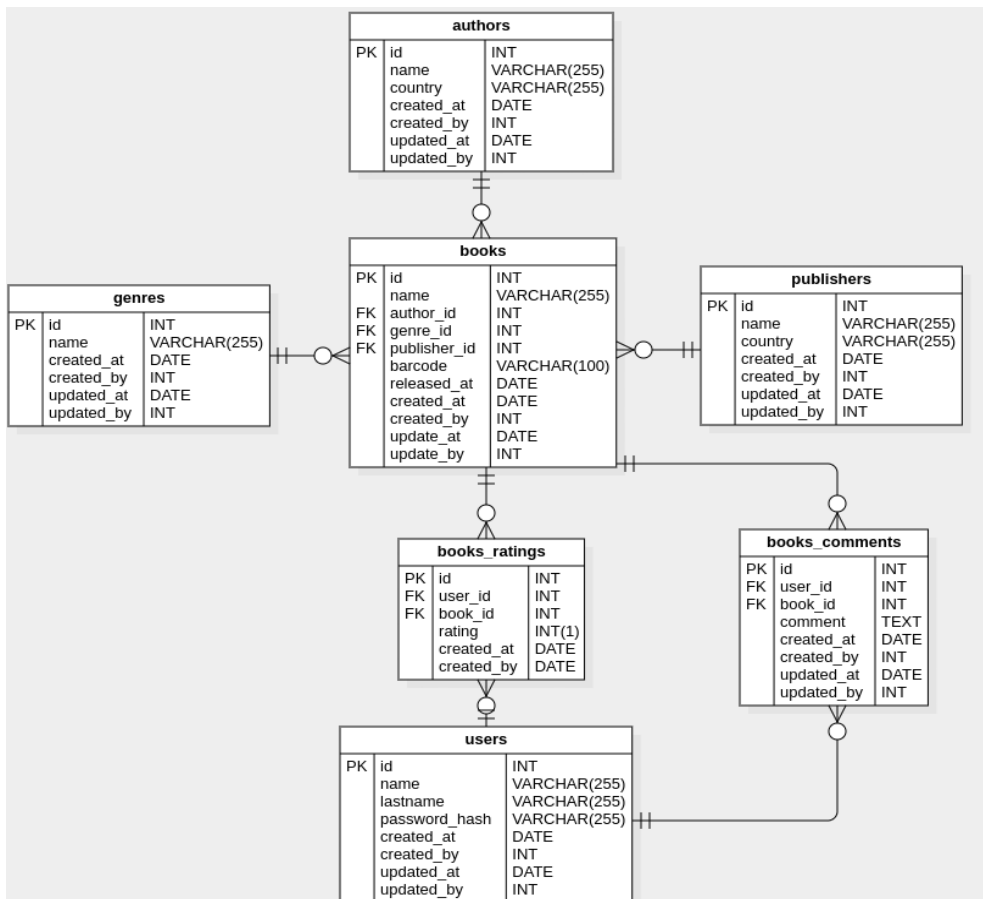 authors
PK id INT
name VARCHAR(255)
country VARCHAR(255)
created_at DATE
created_by INT
updated_at DATE
updated_by INT
books
PK id INT
name VARCHAR(255)
FK author_id INT
FK genre_id INT
FK publisher_id INT
barcode VARCHAR(100)
released_at DATE
created_at DATE
created_by INT
update_at DATE
update_by INT
genres
PK id INT
name VARCHAR(255)
created_at DATE
created_by INT
updated_at DATE
updated_by INT
publishers
PK id INT
name VARCHAR(255)
country VARCHAR(255)
created_at DATE
created_by INT
updated_at DATE
updated_by INT
books_ratings
PK id INT
FK user_id INT
FK book_id INT
rating INT(1)
created_at DATE
created_by DATE
books_comments
PK id INT
FK user_id INT
FK book_id INT
comment TEXT
created_at DATE
created_by INT
updated_at DATE
updated_by INT
users
PK id INT
name VARCHAR(255)
lastname VARCHAR(255)
password_hash VARCHAR(255)
created_at DATE
created_by INT
updated_at DATE
updated_by INT